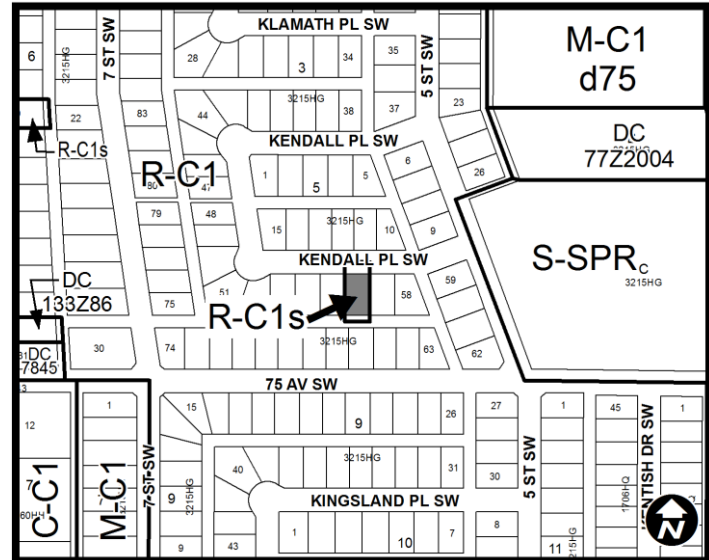 KLAMATH PL SW
7 ST SW
5 ST SW
6
3215HG
28
3
34
35
M-C1
d75
3215HG
22
83
44
38
37
23
R-C1s
KENDALL PL SW
DC
77Z2004
R-C1
80
47
1
5
5
6
26
79
48
15
3215HG
10
9
S-SPRc
3215HG
KENDALL PL SW
DC
133Z86
75
51
R-C1s
58
59
DC
7845
30
74
3215HG
63
62
75 AV SW
12
1
15
9
26
27
1
45
1
C-C1
M-C1
7 ST SW
9
3215HG
40
3215HG
31
30
5 ST SW
1706HQ
KENTISH DR SW
KINGSLAND PL SW
9
43
1
10
7
8
11
N